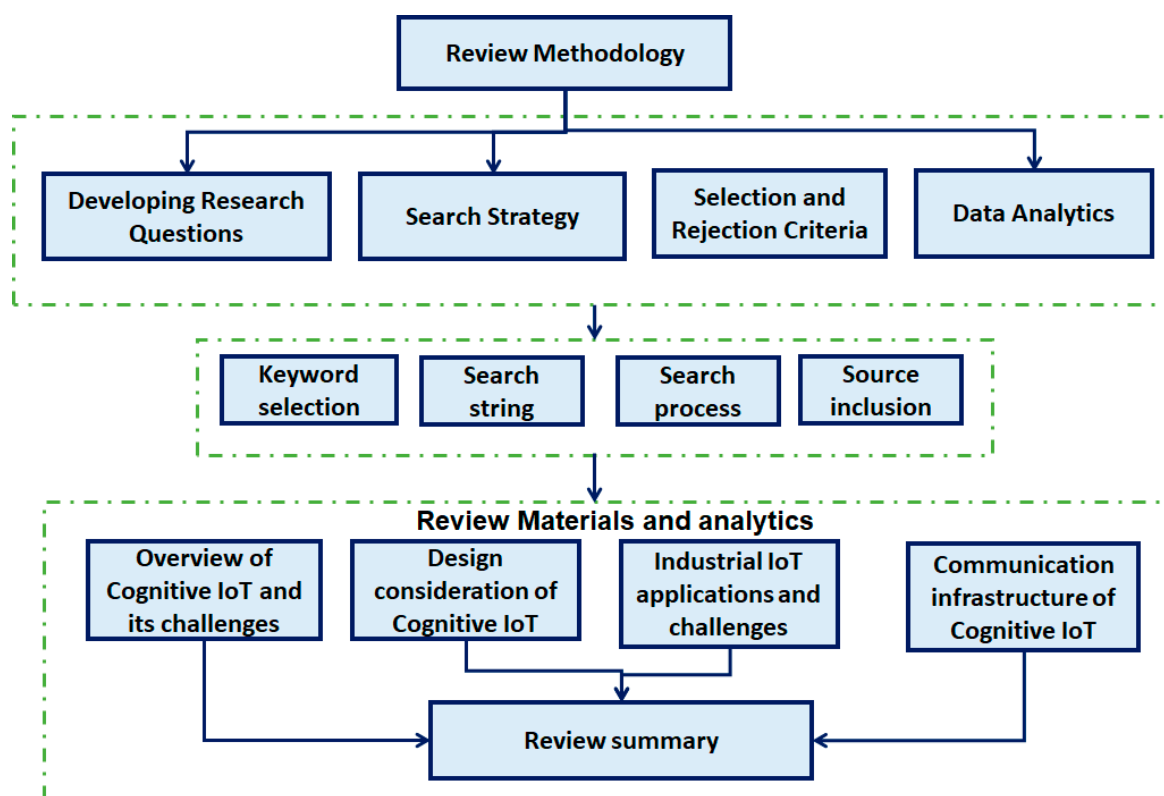 Review Methodology
Developing Research
Questions
Search Strategy
Selection and
Rejection Criteria
Data Analytics
Keyword
selection
Search
string
Search
process
Source
inclusion
Review Materials and analytics
Overview of
Cognitive IoT and
its challenges
Design
consideration of
Cognitive IoT
Industrial IoT
applications and
challenges
Communication
infrastructure of
Cognitive IoT
Review summary